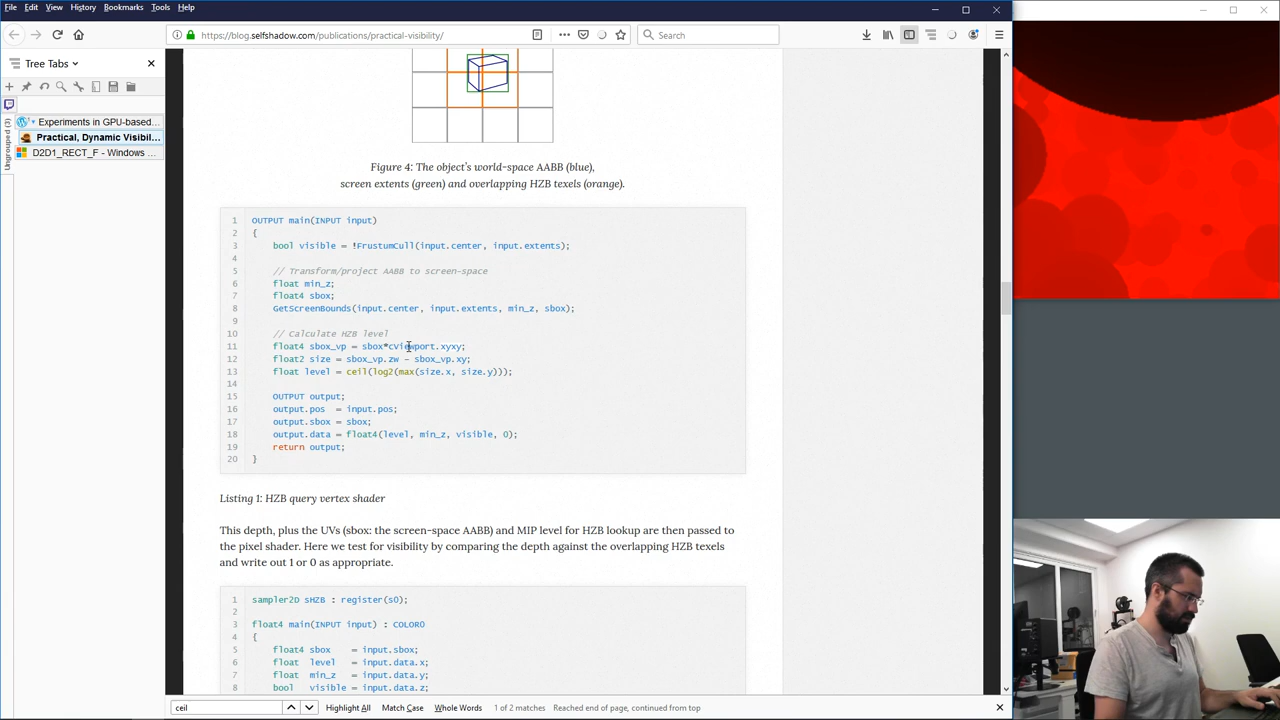 File Edit View History Bookmarks Tools Help
https://blog.selfshadow.com/publications/practical-visibility/
Search
Tree Tabs
Ungrouped (3)
Experiments in GPU-based...
Practical, Dynamic Visibil...
D2D1_RECT_F - Windows ...
Figure 4: The object's world-space AABB (blue),
screen extents (green) and overlapping HZB texels (orange).
1 OUTPUT main(INPUT input)
2 {
3 bool visible = !FrustumCull(input.center, input.extents);
4
5 // Transform/project AABB to screen-space
6 float min_z;
7 float4 sbox;
8 GetScreenBounds(input.center, input.extents, min_z, sbox);
9
10 // Calculate HZB level
11 float4 sbox_vp = sbox*cViewport.xyxy;
12 float2 size = sbox_vp.zw - sbox_vp.xy;
13 float level = ceil(log2(max(size.x, size.y)));
14
15 OUTPUT output;
16 output.pos = input.pos;
17 output.sbox = sbox;
18 output.data = float4(level, min_z, visible, 0);
19 return output;
20 }
Listing 1: HZB query vertex shader
This depth, plus the UVs (sbox: the screen-space AABB) and MIP level for HZB lookup are then passed to
the pixel shader. Here we test for visibility by comparing the depth against the overlapping HZB texels
and write out 1 or 0 as appropriate.
1 sampler2D sHZB : register(s0);
2
3 float4 main(INPUT input) : COLOR0
4 {
5 float4 sbox = input.sbox;
6 float level = input.data.x;
7 float min_z = input.data.y;
8 bool visible = input.data.z;
ceil
Highlight All Match Case Whole Words 1 of 2 matches Reached end of page, continued from top